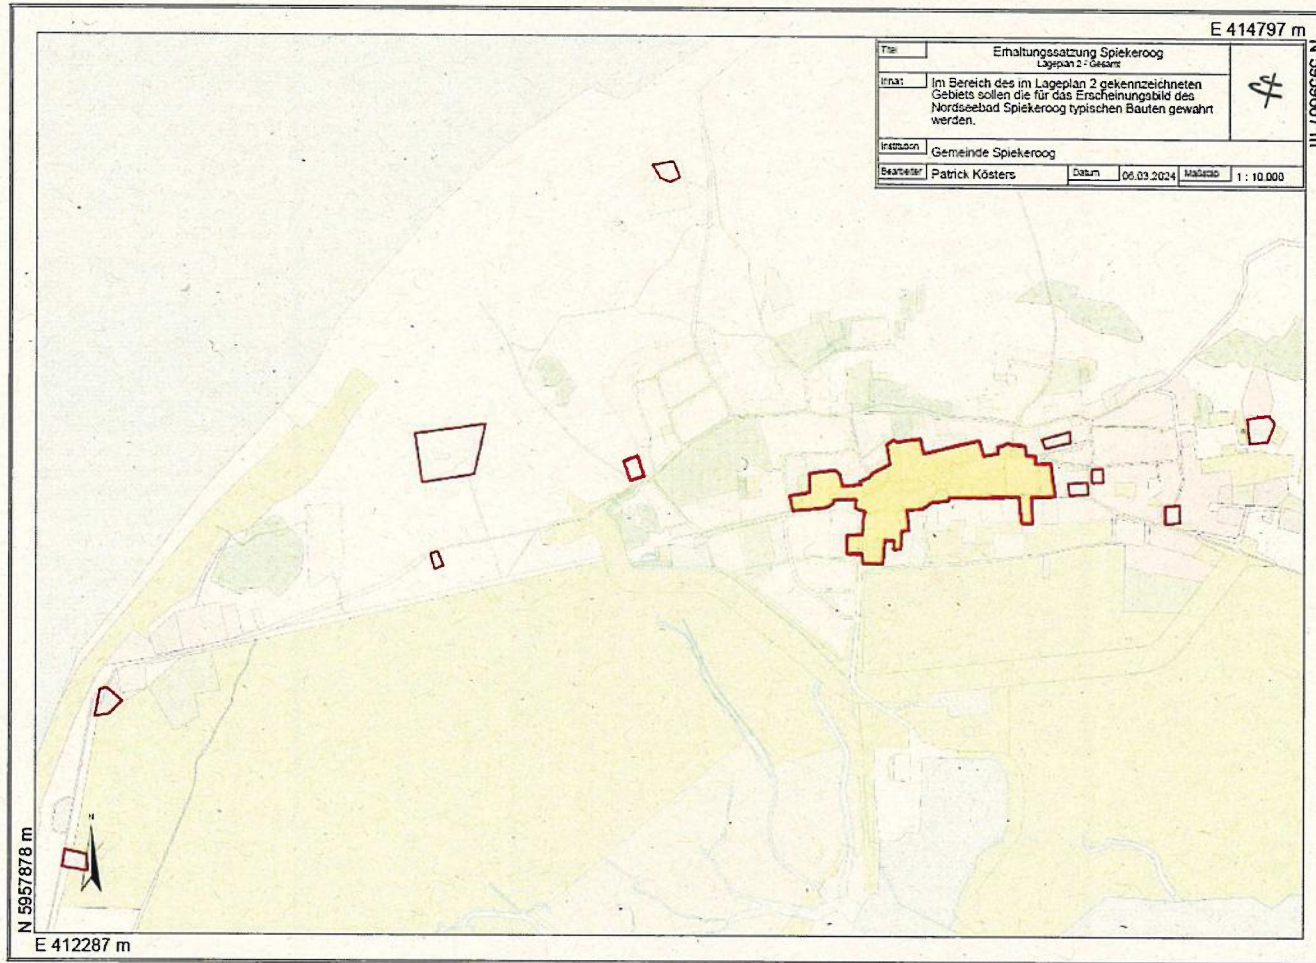 E 414797 m
Titel
Erhaltungssatzung Spiekeroog
Lageplan 2 - Gesamt
Inhalt
Im Bereich des im Lageplan 2 gekennzeichneten
Gebiets sollen die für das Erscheinungsbild des
Nordseebad Spiekeroog typischen Bauten gewahrt
werden.
Institution
Gemeinde Spiekeroog
Bearbeiter
Patrick Kösters
Datum
06.03.2024
Maßstab
1 : 10.000
N
N 5957878 m
E 412287 m